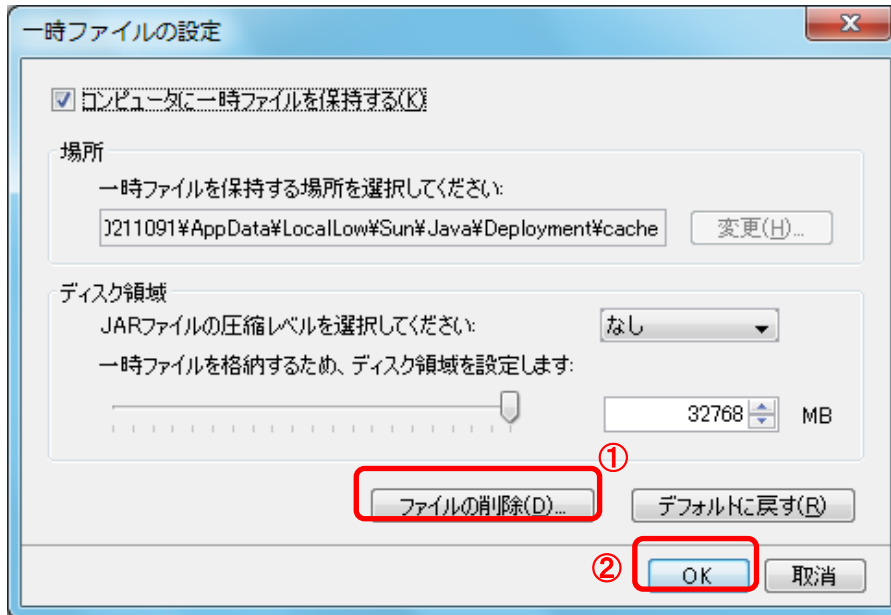 一時ファイルの設定
コンピュータに一時ファイルを保持する(K)
場所
一時ファイルを保持する場所を選択してください:
0211091¥AppData¥LocalLow¥Sun¥Java¥Deployment¥cache 変更(H)...
ディスク領域
JARファイルの圧縮レベルを選択してください: なし
一時ファイルを格納するため、ディスク領域を設定します:
32768 MB
①
ファイルの削除(D)... デフォルトに戻す(R)
② OK 取消